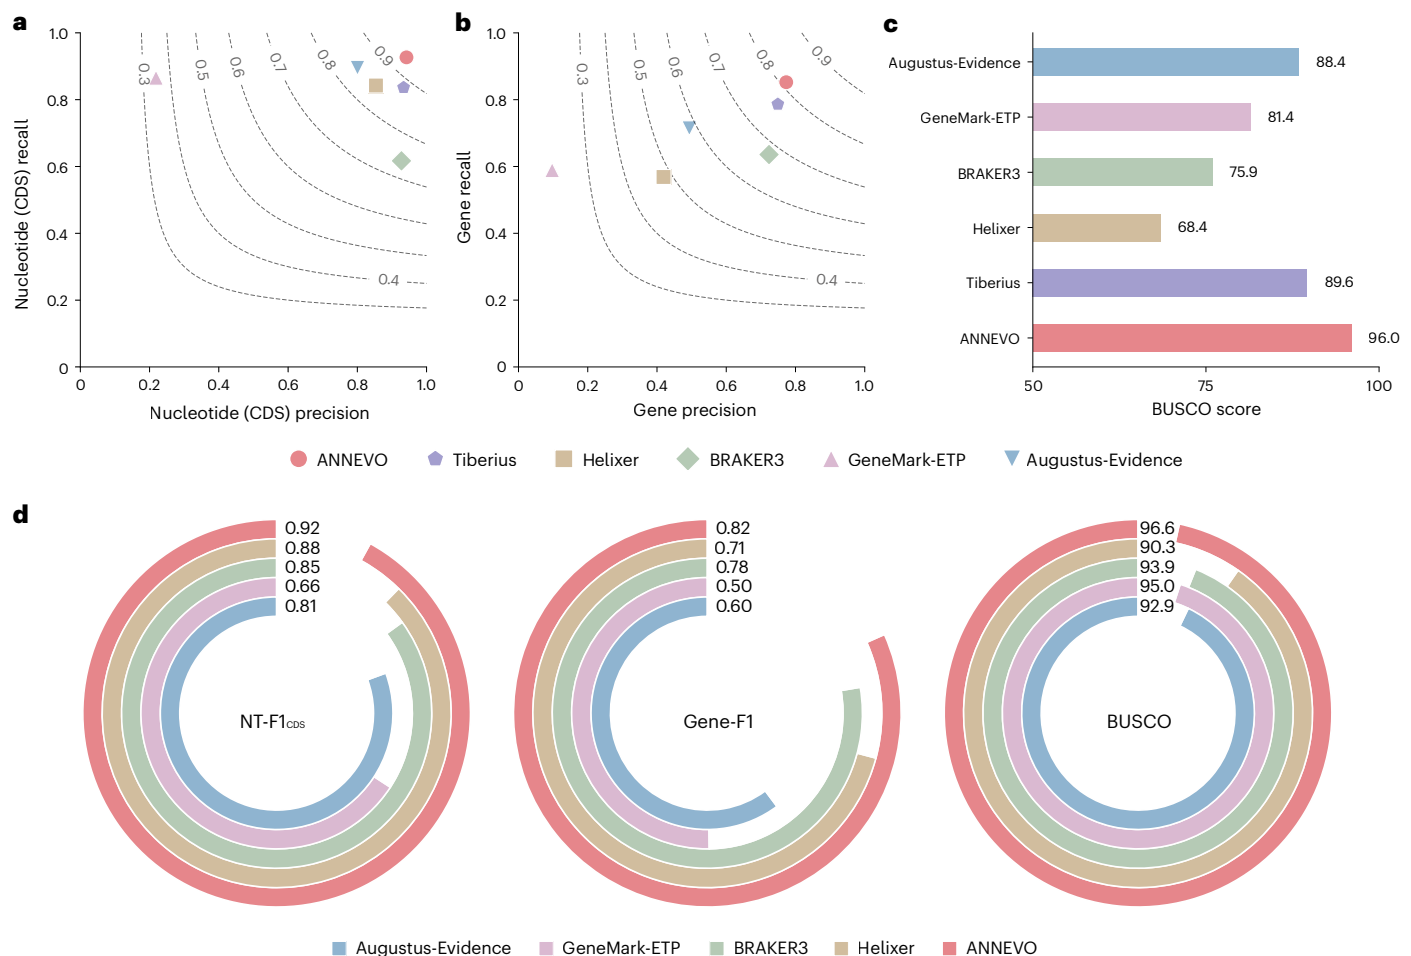 a
Nucleotide (CDS) recall
1.0
0.8
0.6
0.4
0.2
0
0.3
0.5
0.6
0.7
0.8
0.9
0.4
0
0.2
0.4
0.6
0.8
1.0
Nucleotide (CDS) precision
b
Gene recall
1.0
0.8
0.6
0.4
0.2
0
0.3
0.5
0.6
0.7
0.8
0.9
0.4
0
0.2
0.4
0.6
0.8
1.0
Gene precision
c
Augustus-Evidence 88.4
GeneMark-ETP 81.4
BRAKER3 75.9
Helixer 68.4
Tiberius 89.6
ANNEVO 96.0
50 75 100
BUSCO score
ANNEVO Tiberius Helixer BRAKER3 GeneMark-ETP Augustus-Evidence
d
0.92
0.88
0.85
0.66
0.81
NT-F1CDS
0.82
0.71
0.78
0.50
0.60
Gene-F1
96.6
90.3
93.9
95.0
92.9
BUSCO
Augustus-Evidence GeneMark-ETP BRAKER3 Helixer ANNEVO